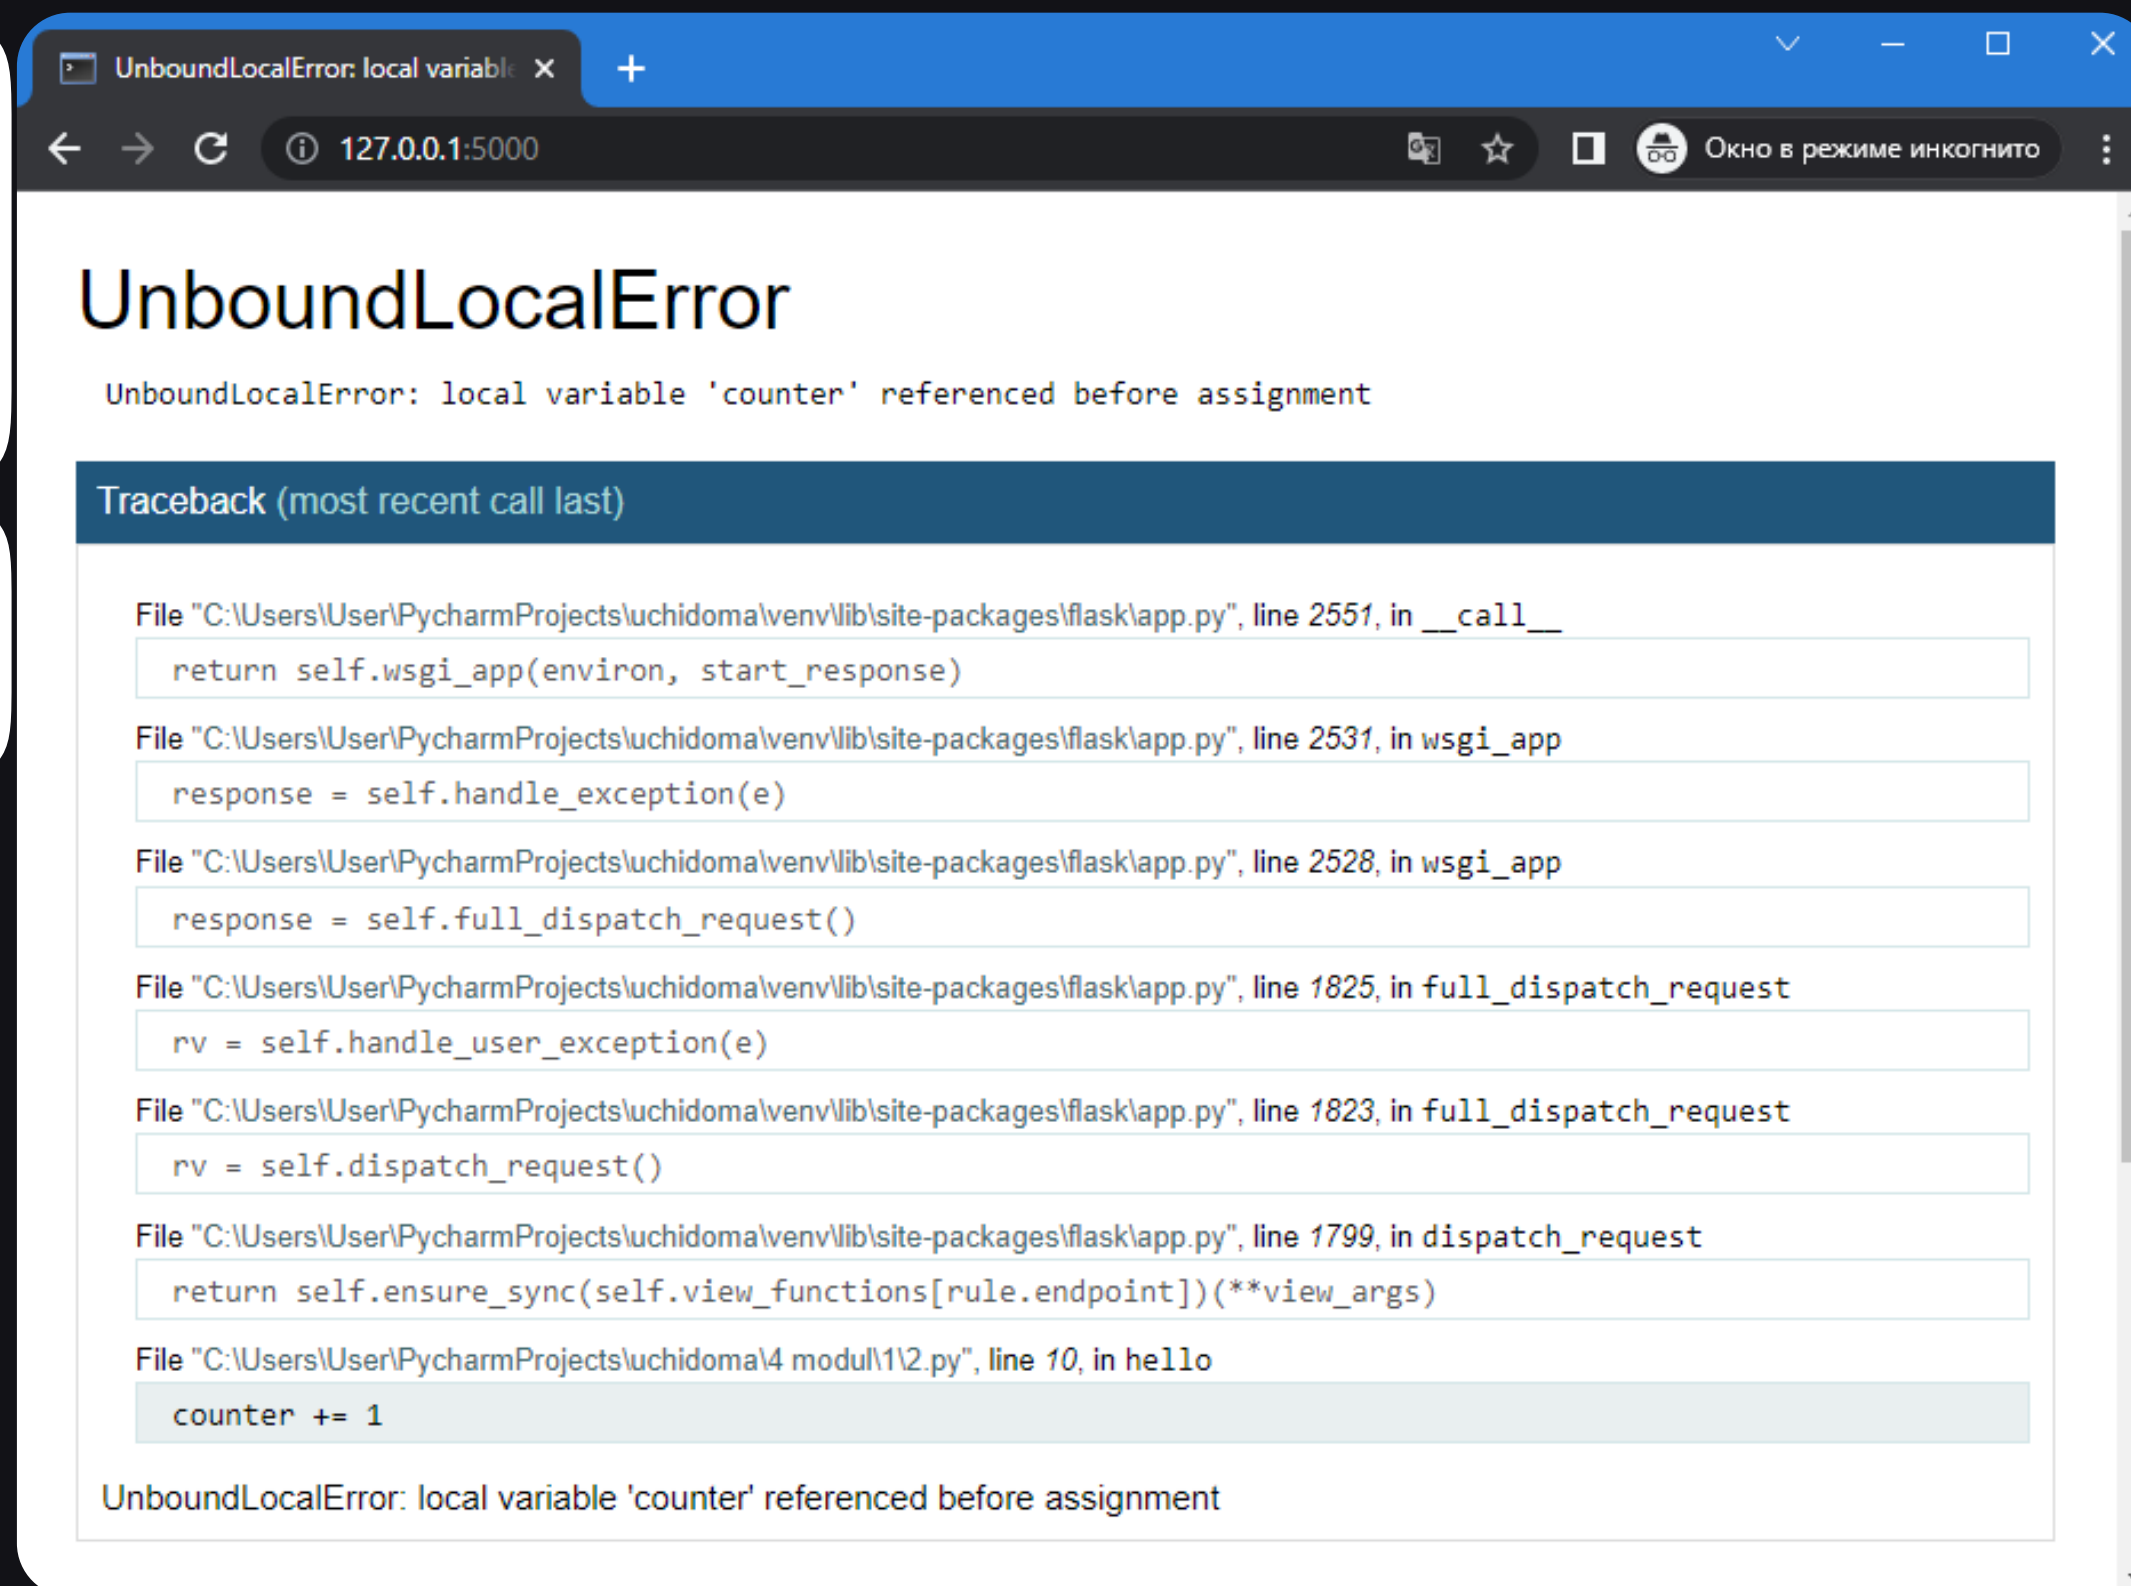 UnboundLocalError: local variable
127.0.0.1:5000
Окно в режиме инкогнито
UnboundLocalError
UnboundLocalError: local variable 'counter' referenced before assignment
Traceback (most recent call last)
File "C:\Users\User\PycharmProjects\uchidoma\venv\lib\site-packages\flask\app.py", line 2551, in __call__
return self.wsgi_app(environ, start_response)
File "C:\Users\User\PycharmProjects\uchidoma\venv\lib\site-packages\flask\app.py", line 2531, in wsgi_app
response = self.handle_exception(e)
File "C:\Users\User\PycharmProjects\uchidoma\venv\lib\site-packages\flask\app.py", line 2528, in wsgi_app
response = self.full_dispatch_request()
File "C:\Users\User\PycharmProjects\uchidoma\venv\lib\site-packages\flask\app.py", line 1825, in full_dispatch_request
rv = self.handle_user_exception(e)
File "C:\Users\User\PycharmProjects\uchidoma\venv\lib\site-packages\flask\app.py", line 1823, in full_dispatch_request
rv = self.dispatch_request()
File "C:\Users\User\PycharmProjects\uchidoma\venv\lib\site-packages\flask\app.py", line 1799, in dispatch_request
return self.ensure_sync(self.view_functions[rule.endpoint])(**view_args)
File "C:\Users\User\PycharmProjects\uchidoma\4 modul\1\2.py", line 10, in hello
counter += 1
UnboundLocalError: local variable 'counter' referenced before assignment